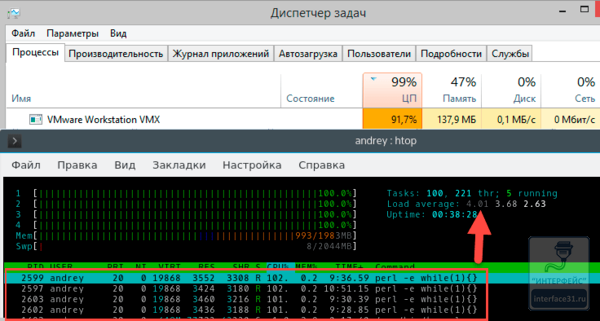 Диспетчер задач
Файл Параметры Вид
Процессы Производительность Журнал приложений Автозагрузка Пользователи Подробности Службы
99% 47% 0% 0%
Имя Состояние ЦП Память Диск Сеть
VMware Workstation VMX 91,7% 137,9 МБ 0,1 МБ/с 0 Мбит/с
andrey : htop
Файл Правка Вид Закладки Настройка Справка
1 [100.0%] Tasks: 100, 221 thr; 5 running
2 [100.0%] Load average: 4.01 3.68 2.63
3 [100.0%] Uptime: 00:38:28
4 [100.0%]
Mem[993/1983MB]
Swp[8/2044MB]
PID USER PRI NI VIRT RES SHR S CPU% MEM% TIME+ Command
2599 andrey 20 0 19868 3552 3308 R 102. 0.2 9:36.59 perl -e while(1){}
2597 andrey 20 0 19868 3424 3180 R 102. 0.2 10:51.15 perl -e while(1){}
2603 andrey 20 0 19868 3460 3216 R 101. 0.2 9:30.39 perl -e while(1){}
2602 andrey 20 0 19868 3436 3188 R 101. 0.2 9:28.85 perl -e while(1){}
"ИНТЕРФЕЙС"
interface31.ru